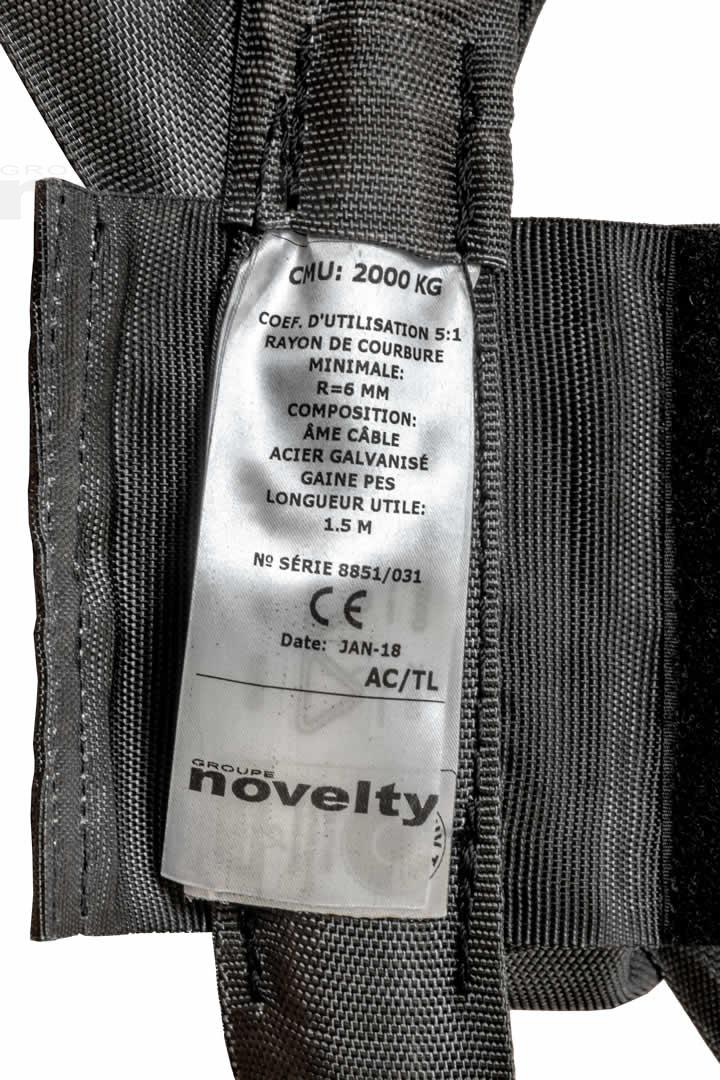 CMU: 2000 KG
COEF. D'UTILISATION 5:1
RAYON DE COURBURE
MINIMALE:
R=6 MM
COMPOSITION:
ÂME CÂBLE
ACIER GALVANISÉ
GAINE PES
LONGUEUR UTILE:
1.5 M
Nº SÉRIE 8851/031
CE
Date: JAN-18
AC/TL
GROUPE
novelty